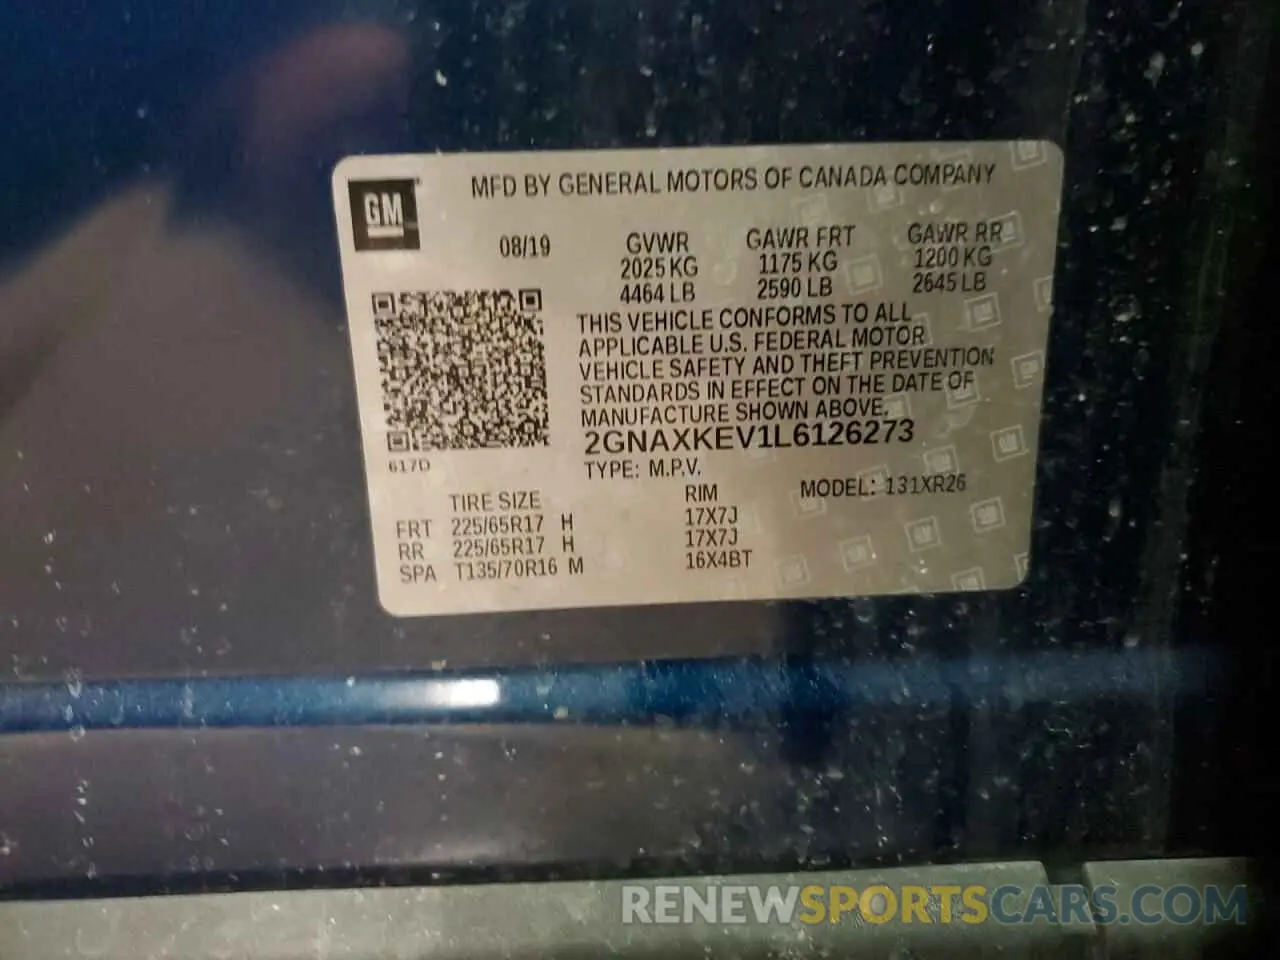 GM
MFD BY GENERAL MOTORS OF CANADA COMPANY
08/19 GVWR GAWR FRT GAWR RR
2025 KG 1175 KG 1200 KG
4464 LB 2590 LB 2645 LB
THIS VEHICLE CONFORMS TO ALL
APPLICABLE U.S. FEDERAL MOTOR
VEHICLE SAFETY AND THEFT PREVENTION
STANDARDS IN EFFECT ON THE DATE OF
MANUFACTURE SHOWN ABOVE.
2GNAXKEV1L6126273
617D
TYPE: M.P.V. MODEL: 131XR26
TIRE SIZE RIM
FRT 225/65R17 H 17X7J
RR 225/65R17 H 17X7J
SPA T135/70R16 M 16X4BT
RENEWSPORTSCARS.COM